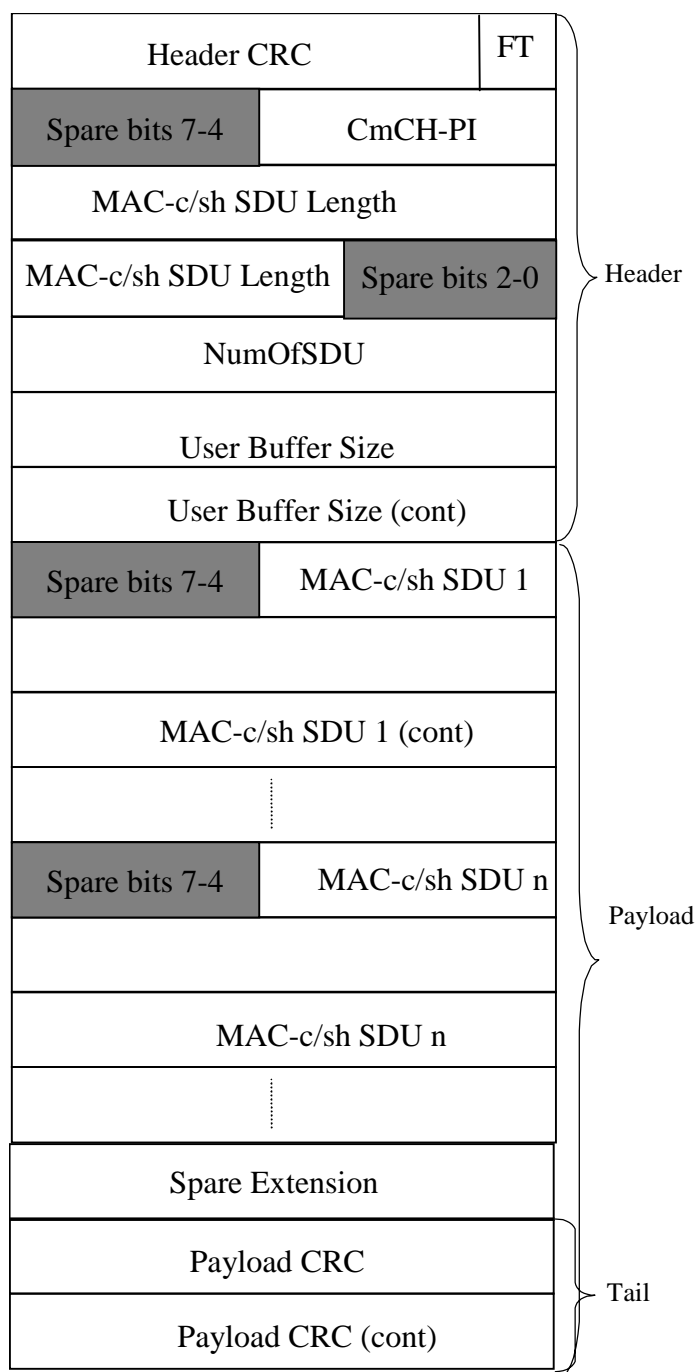 Header CRC FT
Spare bits 7-4 CmCH-PI
MAC-c/sh SDU Length
MAC-c/sh SDU Length Spare bits 2-0
Header
NumOfSDU
User Buffer Size
User Buffer Size (cont)
Spare bits 7-4 MAC-c/sh SDU 1
MAC-c/sh SDU 1 (cont)
Spare bits 7-4 MAC-c/sh SDU n
Payload
MAC-c/sh SDU n
Spare Extension
Payload CRC
Tail
Payload CRC (cont)